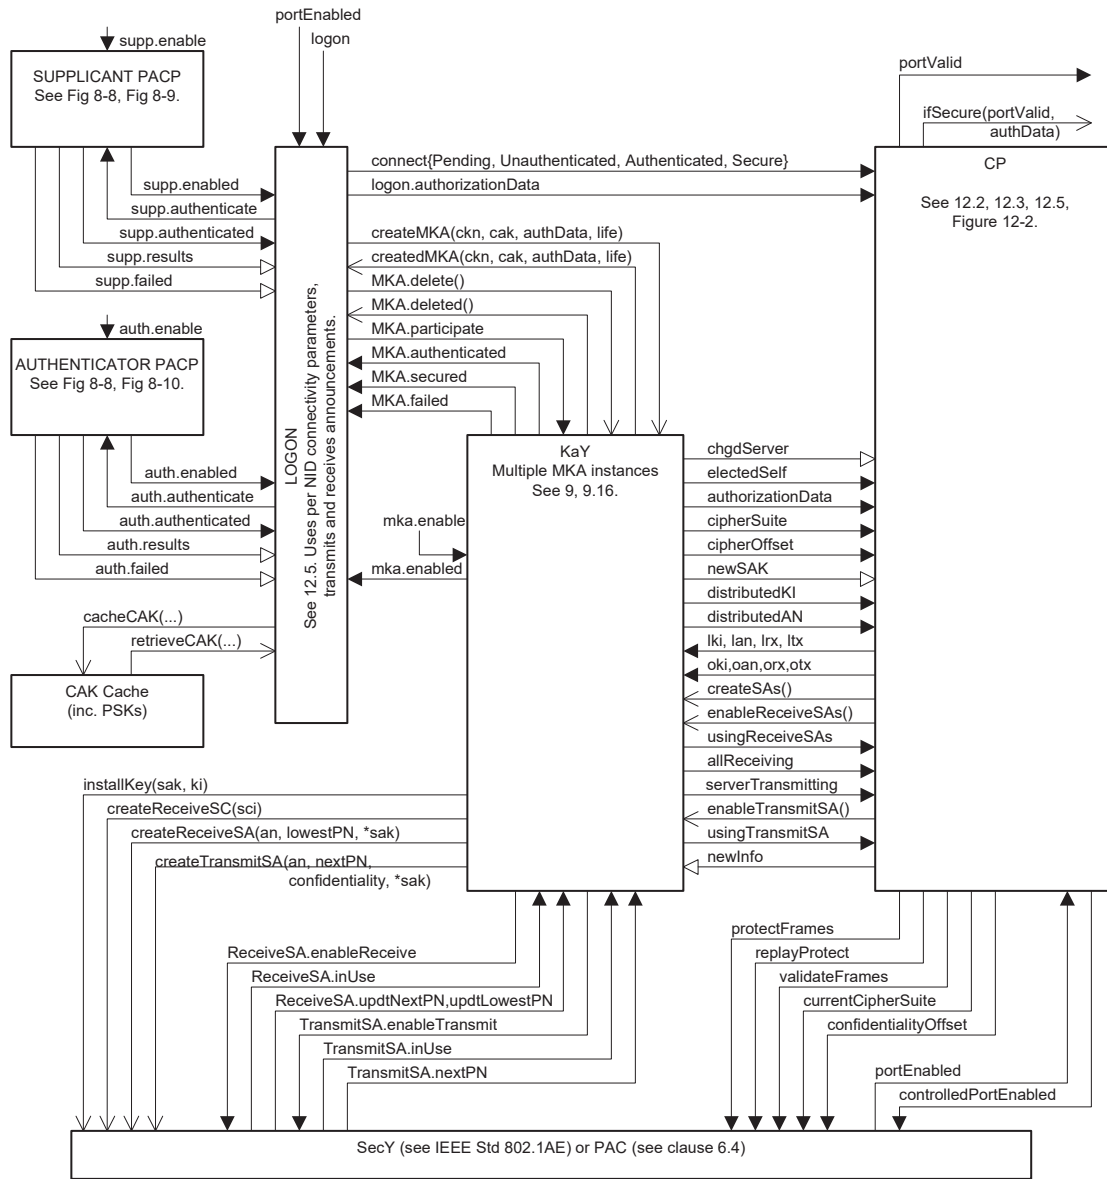 portEnabled
logon
supp.enable
SUPPLICANT PACP
See Fig 8-8, Fig 8-9.
supp.enabled
supp.authenticate
supp.authenticated
supp.results
supp.failed
auth.enable
AUTHENTICATOR PACP
See Fig 8-8, Fig 8-10.
auth.enabled
auth.authenticate
auth.authenticated
auth.results
auth.failed
cacheCAK(...)
retrieveCAK(...)
CAK Cache
(inc. PSKs)
LOGON
See 12.5. Uses per NID connectivity parameters,
transmits and receives announcements.
connect{Pending, Unauthenticated, Authenticated, Secure}
logon.authorizationData
createMKA(ckn, cak, authData, life)
createdMKA(ckn, cak, authData, life)
MKA.delete()
MKA.deleted()
MKA.participate
MKA.authenticated
MKA.secured
MKA.failed
mka.enable
mka.enabled
KaY
Multiple MKA instances
See 9, 9.16.
portValid
ifSecure(portValid,
authData)
CP
See 12.2, 12.3, 12.5,
Figure 12-2.
chgdServer
electedSelf
authorizationData
cipherSuite
cipherOffset
newSAK
distributedKI
distributedAN
lki, lan, lrx, ltx
oki,oan,orx,otx
createSAs()
enableReceiveSAs()
usingReceiveSAs
allReceiving
serverTransmitting
enableTransmitSA()
usingTransmitSA
newInfo
installKey(sak, ki)
createReceiveSC(sci)
createReceiveSA(an, lowestPN, *sak)
createTransmitSA(an, nextPN,
confidentiality, *sak)
ReceiveSA.enableReceive
ReceiveSA.inUse
ReceiveSA.updtNextPN,updtLowestPN
TransmitSA.enableTransmit
TransmitSA.inUse
TransmitSA.nextPN
protectFrames
replayProtect
validateFrames
currentCipherSuite
confidentialityOffset
portEnabled
controlledPortEnabled
SecY (see IEEE Std 802.1AE) or PAC (see clause 6.4)